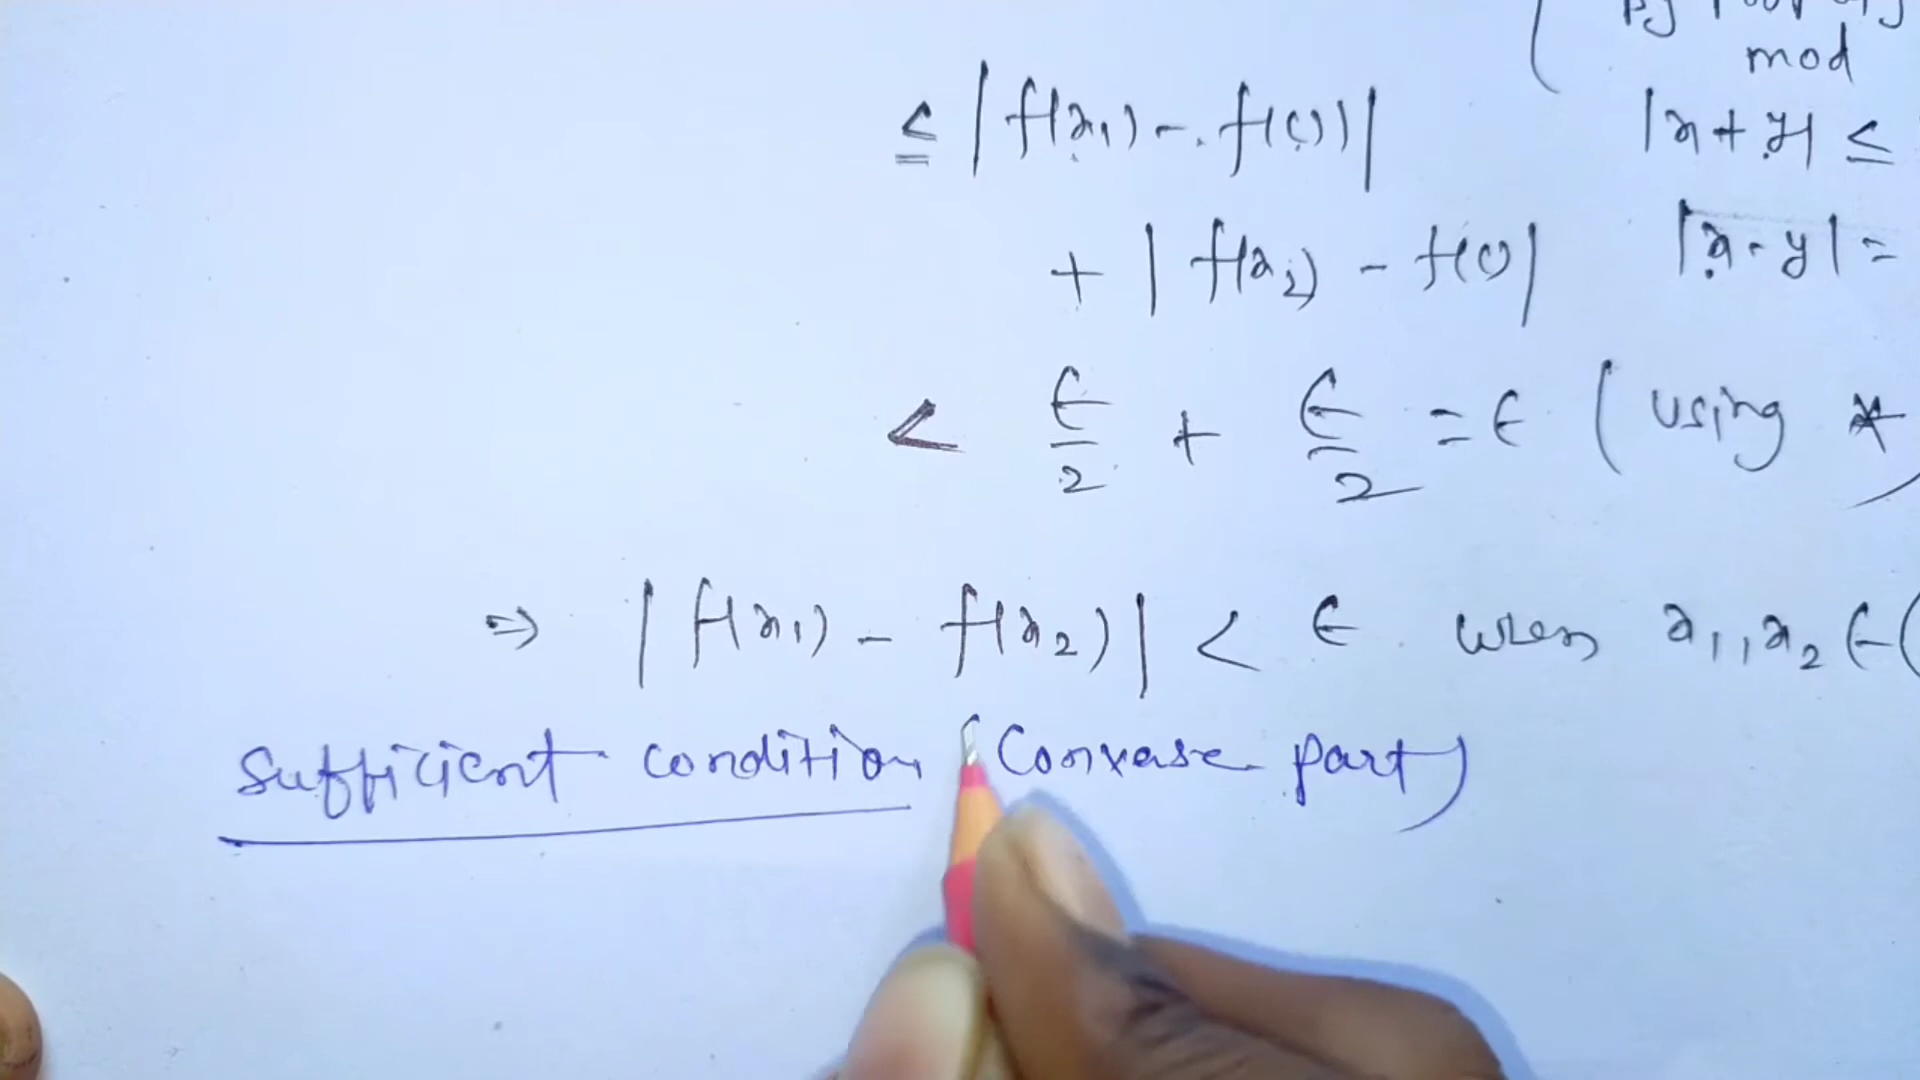 mod
≤ |f(x₁) - f(c)|
|x + y| ≤
+ |f(x₂) - f(c)|
|x - y| =
< ε/2 + ε/2 = ε (using *)
⇒ |f(x₁) - f(x₂)| < ε when x₁, x₂ ∈ (
Sufficient condition (Converse part)